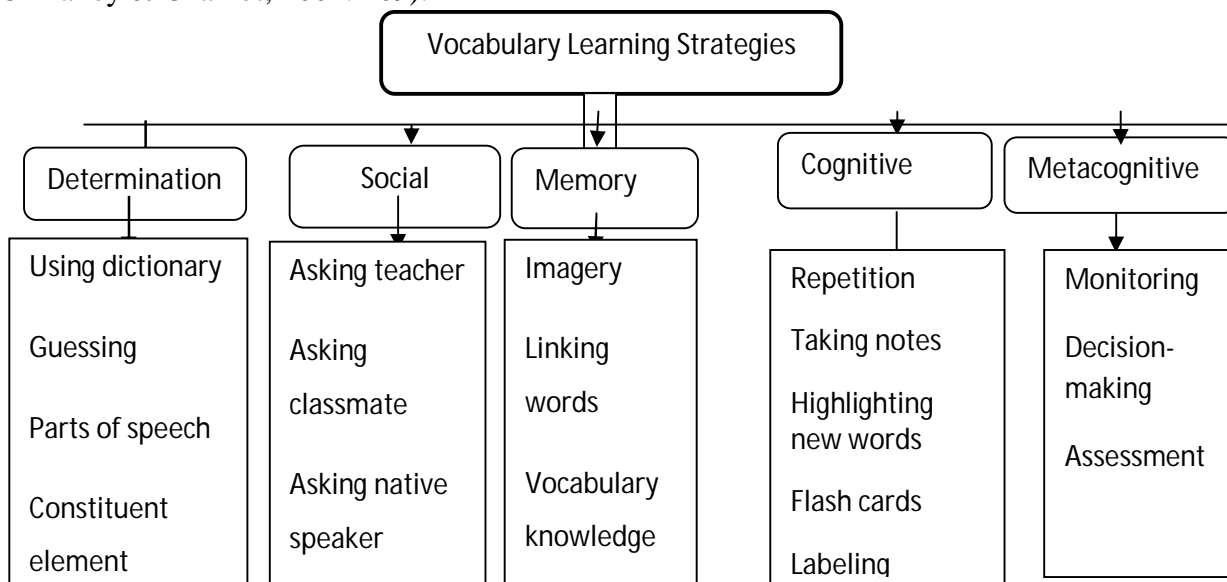 Vocabulary Learning Strategies
Determination
Social
Memory
Cognitive
Metacognitive
Using dictionary
Guessing
Parts of speech
Constituent
element
Asking teacher
Asking
classmate
Asking native
speaker
Imagery
Linking
words
Vocabulary
knowledge
Repetition
Taking notes
Highlighting
new words
Flash cards
Labeling
Monitoring
Decision-
making
Assessment